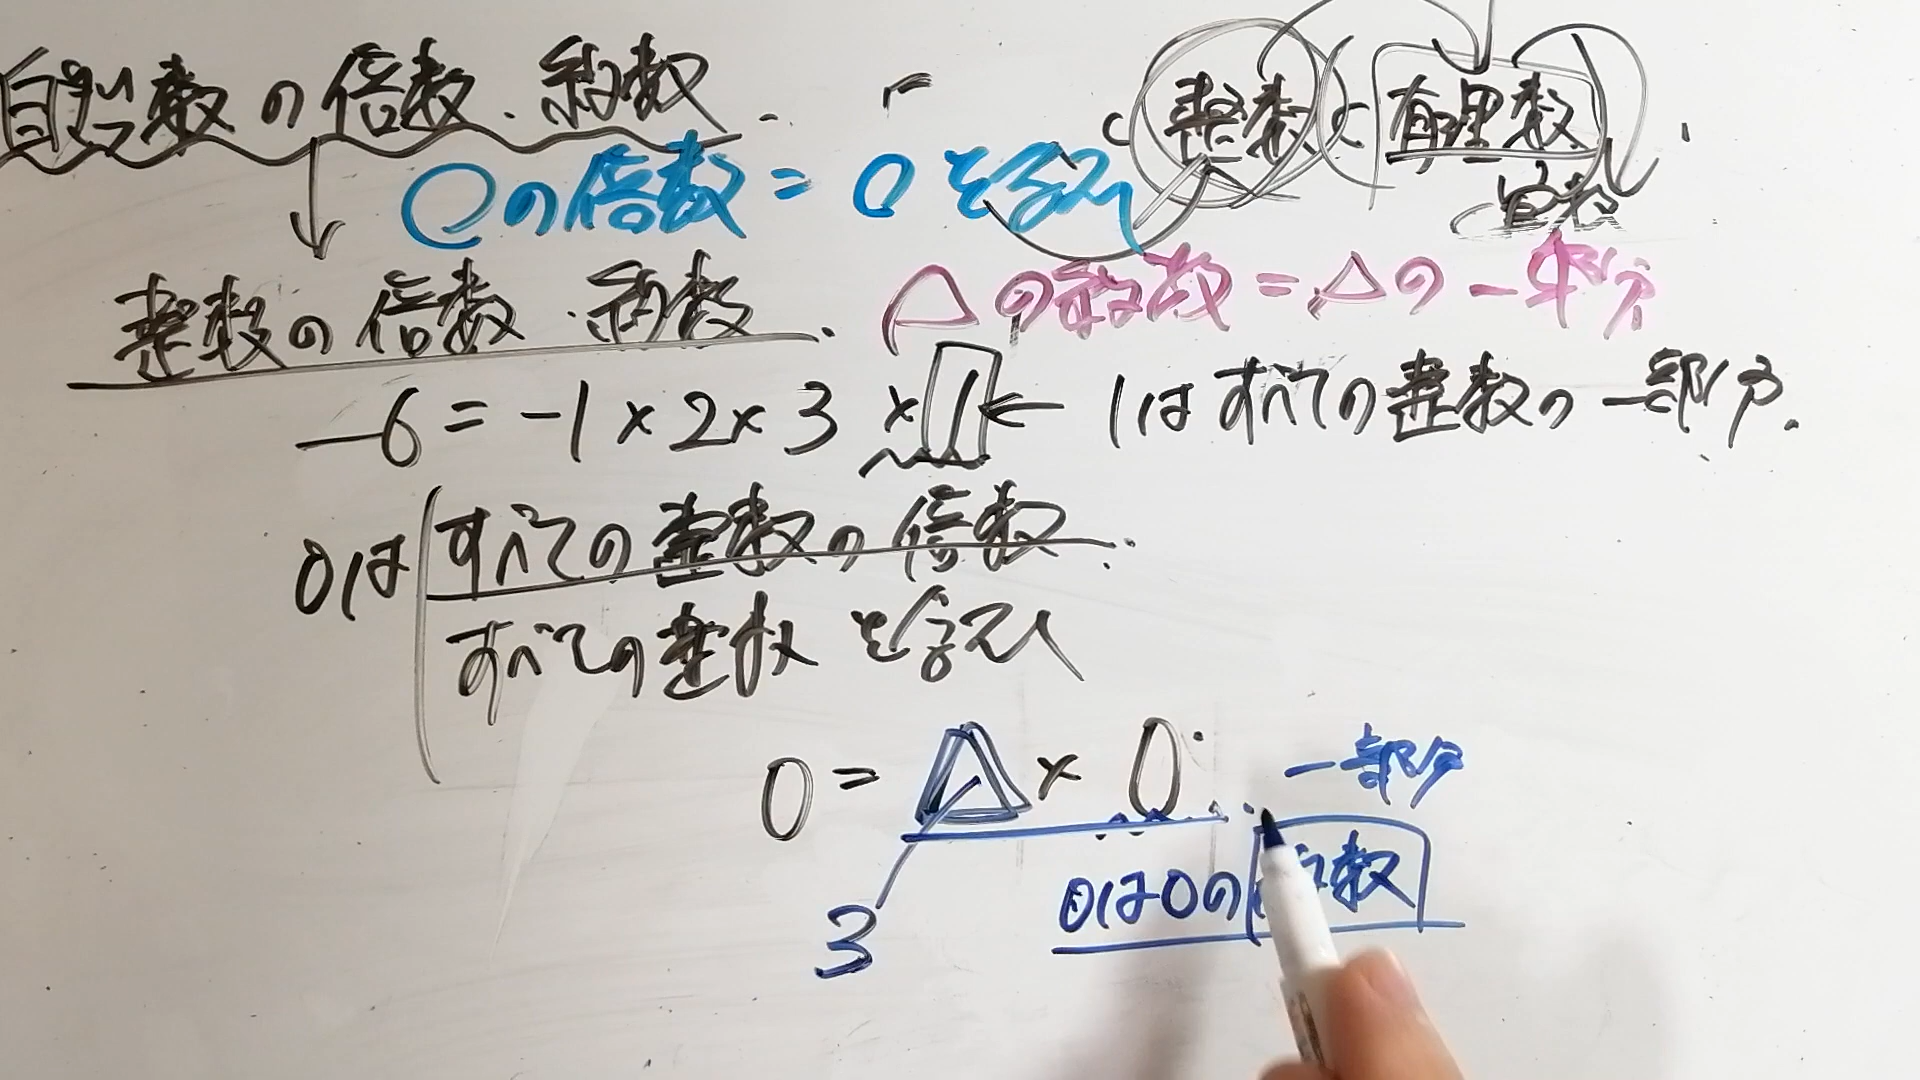 自然数の倍数、約数
⊂整数⊂有理数
実数
○の倍数=○を含む
整数の倍数、約数
△の約数=△の一部分
-6=-1×2×3×1←1はすべての整数の一部分.
0は すべての整数の倍数
すべての整数を含む
0=△×0
一部分
0は0の 数
3